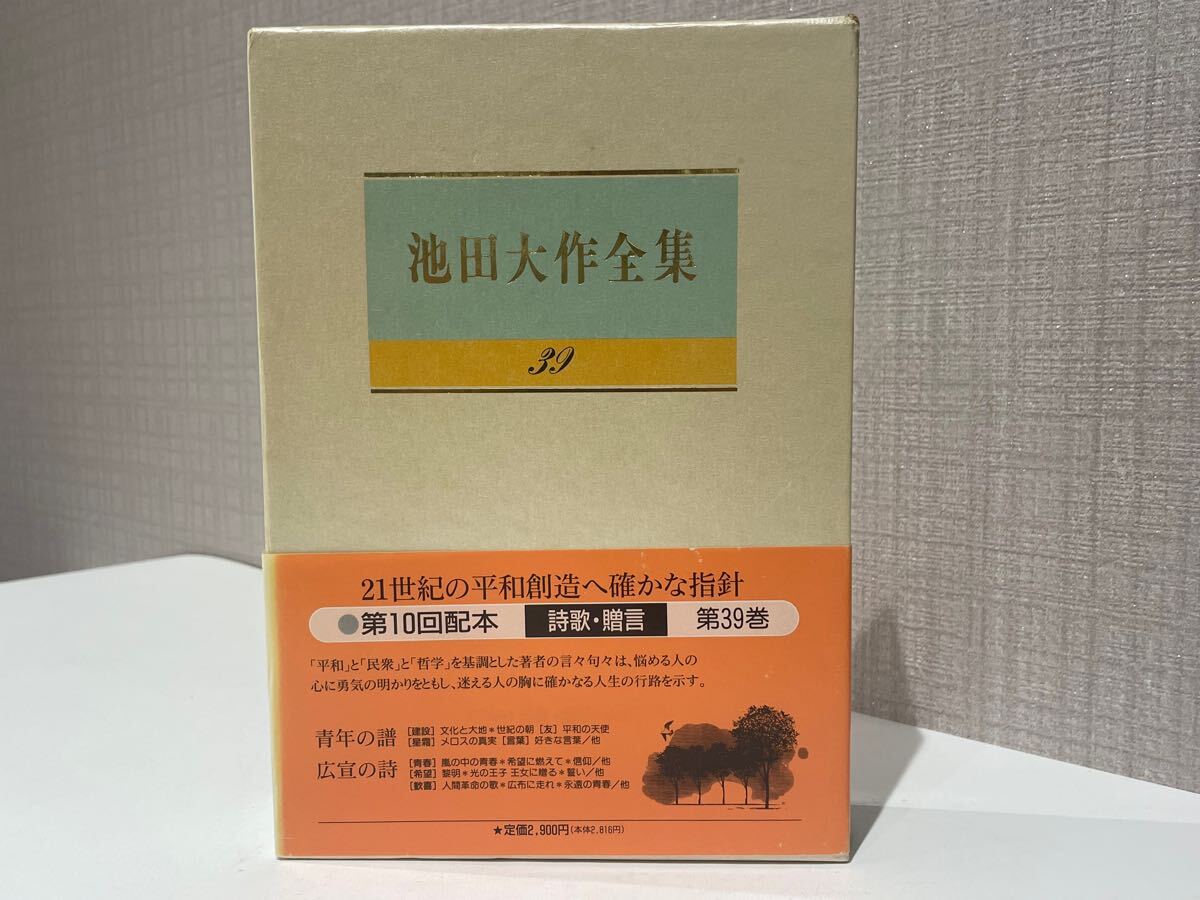 池田大作全集
39
21世紀の平和創造へ確かな指針
●第10回配本 詩歌・贈言 第39巻
「平和」と「民衆」と「哲学」を基調とした著者の言々句々は、悩める人の
心に勇気の明かりをともし、迷える人の胸に確かなる人生の行路を示す。
青年の譜 [建設] 文化と大地*世紀の朝 [友] 平和の天使
[星霜] メロスの真実 [言葉] 好きな言葉/他
広宣の詩 [青春] 嵐の中の青春*希望に燃えて*信仰/他
[希望] 黎明*光の王子 王女に贈る*誓い/他
[歓喜] 人間革命の歌*広布に走れ*永遠の青春/他
★定価2,900円(本体2,816円)